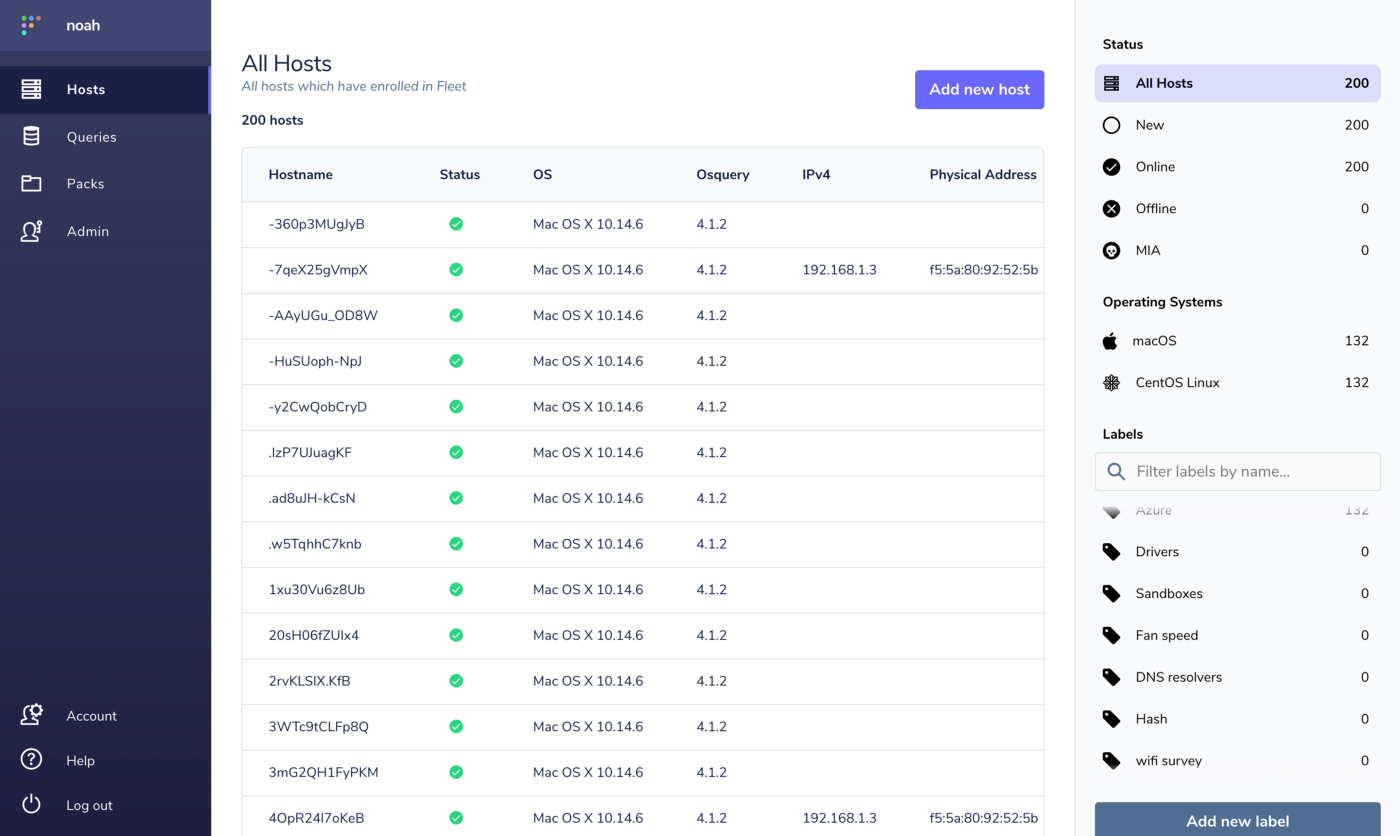 noah
Hosts
Queries
Packs
Admin
Account
Help
Log out
All Hosts
All hosts which have enrolled in Fleet
200 hosts
Add new host
Hostname Status OS Osquery IPv4 Physical Address
-360p3MUgJyB Mac OS X 10.14.6 4.1.2
-7qeX25gVmpX Mac OS X 10.14.6 4.1.2 192.168.1.3 f5:5a:80:92:52:5b
-AAyUGu_OD8W Mac OS X 10.14.6 4.1.2
-HuSUoph-NpJ Mac OS X 10.14.6 4.1.2
-y2CwQobCryD Mac OS X 10.14.6 4.1.2
.IzP7UJuagKF Mac OS X 10.14.6 4.1.2
.ad8uJH-kCsN Mac OS X 10.14.6 4.1.2
.w5TqhhC7knb Mac OS X 10.14.6 4.1.2
1xu30Vu6z8Ub Mac OS X 10.14.6 4.1.2
20sH06fZUIx4 Mac OS X 10.14.6 4.1.2
2rvKLSIX.KfB Mac OS X 10.14.6 4.1.2
3WTc9tCLFp8Q Mac OS X 10.14.6 4.1.2
3mG2QH1FyPKM Mac OS X 10.14.6 4.1.2
4OpR24l7oKeB Mac OS X 10.14.6 4.1.2 192.168.1.3 f5:5a:80:92:52:5b
Status
All Hosts 200
New 200
Online 200
Offline 0
MIA 0
Operating Systems
macOS 132
CentOS Linux 132
Labels
Filter labels by name...
Azure 132
Drivers 0
Sandboxes 0
Fan speed 0
DNS resolvers 0
Hash 0
wifi survey 0
Add new label